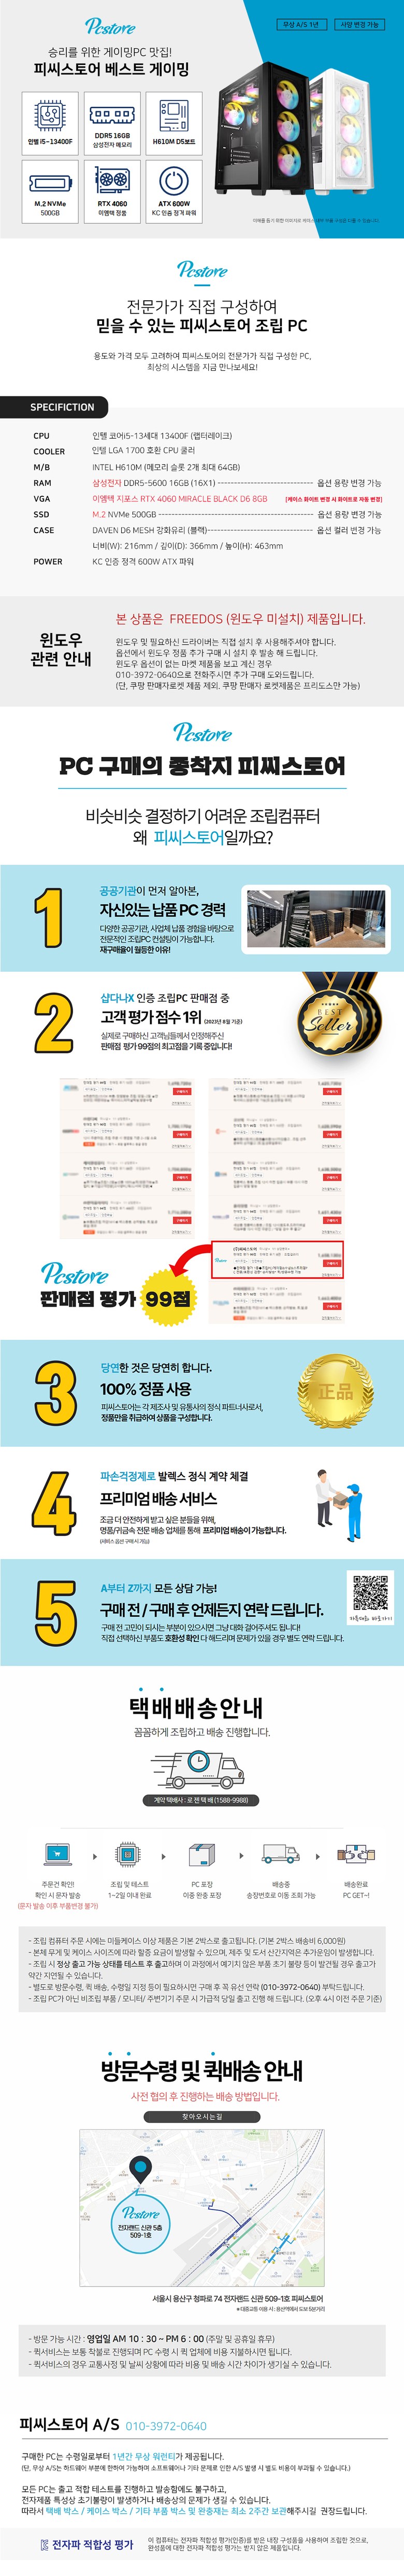 Pcstore
무상 A/S 1년
사양 변경 가능
승리를 위한 게이밍PC 맛집!
피씨스토어 베스트 게이밍
인텔 i5-13400F
DDR5 16GB
삼성전자 메모리
H610M D5보드
M.2 NVMe
500GB
RTX 4060
이엠텍 정품
ATX 600W
KC 인증 정격 파워
Pcstore
전문가가 직접 구성하여
믿을 수 있는 피씨스토어 조립 PC
용도와 가격 모두 고려하여 피씨스토어의 전문가가 직접 구성한 PC,
최상의 시스템을 지금 만나보세요!
SPECIFICTION
CPU 인텔 코어i5-13세대 13400F (랩터레이크)
COOLER 인텔 LGA 1700 호환 CPU 쿨러
M/B INTEL H610M (메모리 슬롯 2개 최대 64GB)
RAM 삼성전자 DDR5-5600 16GB (16X1) 옵션 용량 변경 가능
VGA 이엠텍 지포스 RTX 4060 MIRACLE BLACK D6 8GB [케이스 화이트 변경 시 화이트로 자동 변경]
SSD M.2 NVMe 500GB 옵션 용량 변경 가능
CASE DAVEN D6 MESH 강화유리 (블랙) 옵션 컬러 변경 가능
너비(W): 216mm / 깊이(D): 366mm / 높이(H): 463mm
POWER KC 인증 정격 600W ATX 파워
윈도우
관련 안내
본 상품은 FREEDOS (윈도우 미설치) 제품입니다.
윈도우 및 필요하신 드라이버는 직접 설치 후 사용해주셔야 합니다.
옵션에서 윈도우 정품 추가 구매 시 설치 후 발송 해 드립니다.
윈도우 옵션이 없는 마켓 제품을 보고 계신 경우
010-3972-0640으로 전화주시면 추가 구매 도와드립니다.
(단, 쿠팡 판매자로켓 제품 제외, 쿠팡 판매자 로켓제품은 프리도스만 가능)
Pcstore
PC 구매의 종착지 피씨스토어
비슷비슷 결정하기 어려운 조립컴퓨터
왜 피씨스토어일까요?
1
공공기관이 먼저 알아본,
자신있는 납품 PC 경력
다양한 공공기관, 사업체 납품 경험을 바탕으로
전문적인 조립PC 컨설팅이 가능합니다.
재구매율이 월등한 이유!
2
샵다나X 인증 조립PC 판매점 중
고객 평가 점수 1위 (2023년 8월 기준)
실제로 구매하신 고객님들께서 인정해주신
판매점 평가 99점의 최고점을 기록 중입니다!
BEST
Seller
Pcstore
판매점 평가 99점
3
당연한 것은 당연히 합니다.
100% 정품 사용
피씨스토어는 각 제조사 및 유통사의 정식 파트너사로서,
정품만을 취급하여 상품을 구성합니다.
正品
4
파손걱정제로 발렉스 정식 계약 체결
프리미엄 배송 서비스
조금 더 안전하게 받고 싶은 분들을 위해,
명품/귀금속 전문 배송 업체를 통해 프리미엄 배송이 가능합니다.
(서비스 옵션 구매 시 가능)
5
A부터 Z까지 모든 상담 가능!
구매 전 / 구매 후 언제든지 연락 드립니다.
구매 전 고민이 되시는 부분이 있으시면 그냥 대화 걸어주셔도 됩니다!
직접 선택하신 부품도 호환성 확인 다 해드리며 문제가 있을 경우 별도 연락 드립니다.
카톡대화 바로가기
택배배송안내
꼼꼼하게 조립하고 배송 진행합니다.
계약 택배사 : 로젠택배 (1588-9988)
주문건 확인!
확인 시 문자 발송
(문자 발송 이후 부품변경 불가)
조립 및 테스트
1~2일 이내 완료
PC 포장
이중 완충 포장
배송중
송장번호로 이동 조회 가능
배송완료
PC GET~!
- 조립 컴퓨터 주문 시에는 미들케이스 이상 제품은 기본 2박스로 출고됩니다. (기본 2박스 배송비 6,000원)
- 본체 무게 및 케이스 사이즈에 따라 할증 요금이 발생할 수 있으며, 제주 및 도서 산간지역은 추가운임이 발생합니다.
- 조립 시 정상 출고 가능 상태를 테스트 후 출고하며 이 과정에서 예기치 않은 부품 초기 불량 등이 발견될 경우 출고가
약간 지연될 수 있습니다.
- 별도로 방문수령, 퀵 배송, 수령일 지정 등이 필요하시면 구매 후 꼭 유선 연락 (010-3972-0640) 부탁드립니다.
- 조립 PC가 아닌 비조립 부품 / 모니터/ 주변기기 주문 시 가급적 당일 출고 진행 해 드립니다. (오후 4시 이전 주문 기준)
방문수령 및 퀵배송 안내
사전 협의 후 진행하는 배송 방법입니다.
찾아오시는길
Pcstore
전자랜드 신관 5층
509-1호
서울시 용산구 청파로 74 전자랜드 신관 509-1호 피씨스토어
※대중교통 이용 시 : 용산역에서 도보 5분거리
- 방문 가능 시간 : 영업일 AM 10 : 30 ~ PM 6 : 00 (주말 및 공휴일 휴무)
- 퀵서비스는 보통 착불로 진행되며 PC 수령 시 퀵 업체에 비용 지불하시면 됩니다.
- 퀵서비스의 경우 교통사정 및 날씨 상황에 따라 비용 및 배송 시간 차이가 생기실 수 있습니다.
피씨스토어 A/S 010-3972-0640
구매한 PC는 수령일로부터 1년간 무상 워런티가 제공됩니다.
(단, 무상 A/S는 하드웨어 부분에 한하여 가능하며 소프트웨어나 기타 문제로 인한 A/S 발생 시 별도 비용이 부과될 수 있습니다.)
모든 PC는 출고 적합 테스트를 진행하고 발송함에도 불구하고,
전자제품 특성상 초기불량이 발생하거나 배송상의 문제가 생길 수 있습니다.
따라서 택배 박스 / 케이스 박스 / 기타 부품 박스 및 완충재는 최소 2주간 보관해주시길 권장드립니다.
전자파 적합성 평가
이 컴퓨터는 전자파 적합성 평가(인증)를 받은 내장 구성품을 사용하여 조립한 것으로,
완성품에 대한 전자파 적합성 평가는 받지 않은 제품입니다.